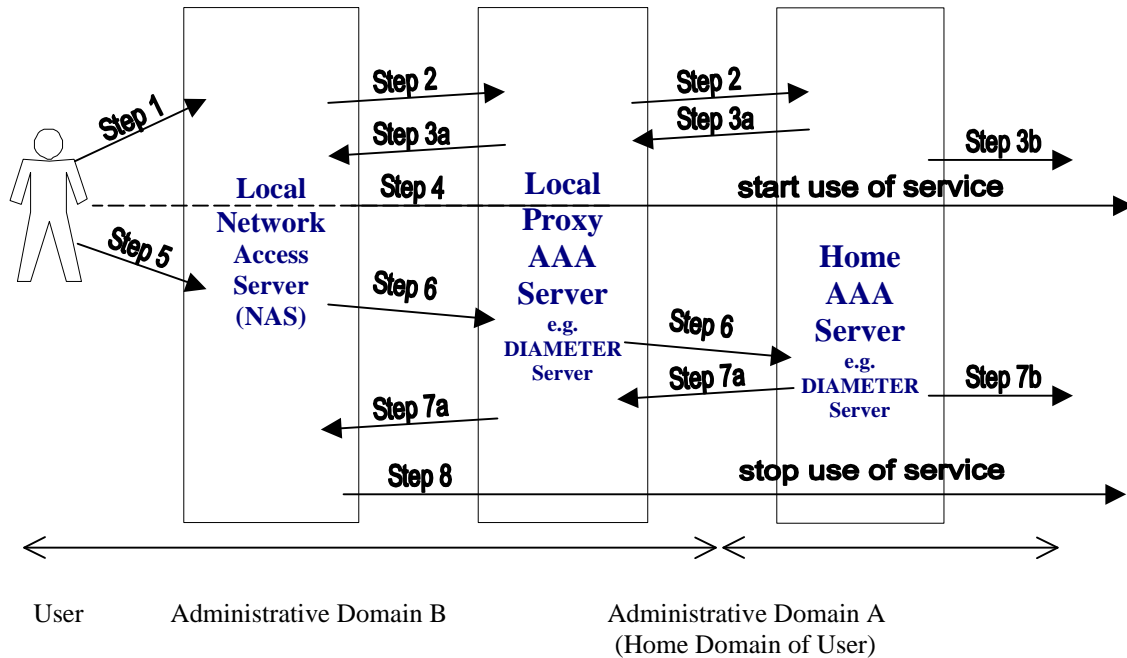 Step 1
Step 2
Step 2
Step 3a
Step 3a
Step 3b
Step 4
start use of service
Local
Network
Access
Server
(NAS)
Local
Proxy
AAA
Server
e.g.
DIAMETER
Server
Home
AAA
Server
e.g.
DIAMETER
Server
Step 5
Step 6
Step 6
Step 7a
Step 7a
Step 7b
Step 8
stop use of service
User
Administrative Domain B
Administrative Domain A
(Home Domain of User)